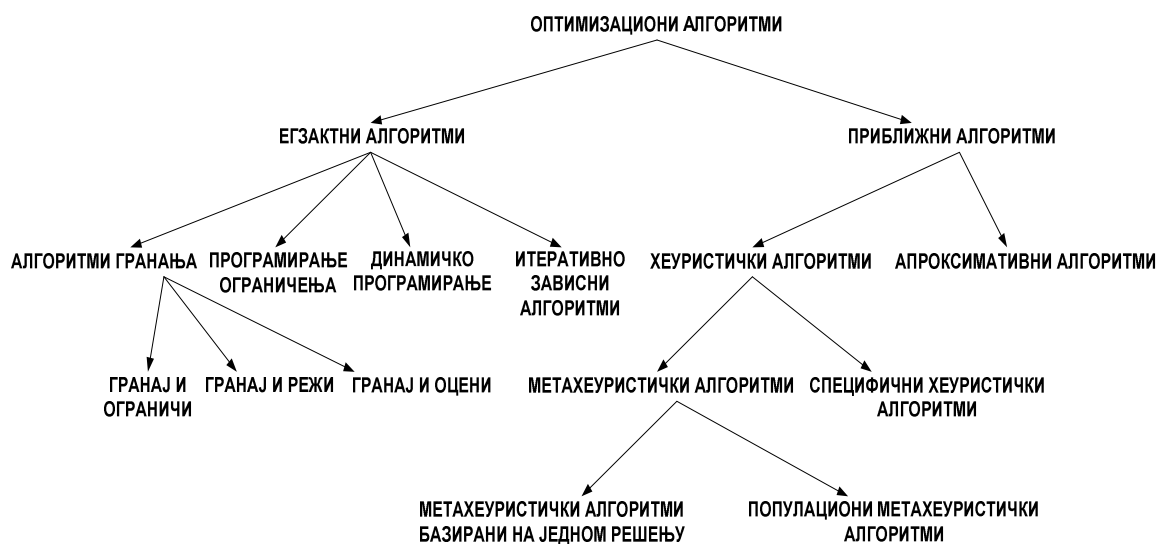 ОПТИМИЗАЦИОНИ АЛГОРИТМИ
ЕГЗАКТНИ АЛГОРИТМИ
ПРИБЛИЖНИ АЛГОРИТМИ
АЛГОРИТМИ ГРАНАЊА
ПРОГРАМИРАЊЕ
ОГРАНИЧЕЊА
ДИНАМИЧКО
ПРОГРАМИРАЊЕ
ИТЕРАТИВНО
ЗАВИСНИ
АЛГОРИТМИ
ХЕУРИСТИЧКИ АЛГОРИТМИ
АПРОКСИМАТИВНИ АЛГОРИТМИ
ГРАНАЈ И
ОГРАНИЧИ
ГРАНАЈ И РЕЖИ
ГРАНАЈ И ОЦЕНИ
МЕТАХЕУРИСТИЧКИ АЛГОРИТМИ
СПЕЦИФИЧНИ ХЕУРИСТИЧКИ
АЛГОРИТМИ
МЕТАХЕУРИСТИЧКИ АЛГОРИТМИ
БАЗИРАНИ НА ЈЕДНОМ РЕШЕЊУ
ПОПУЛАЦИОНИ МЕТАХЕУРИСТИЧКИ
АЛГОРИТМИ